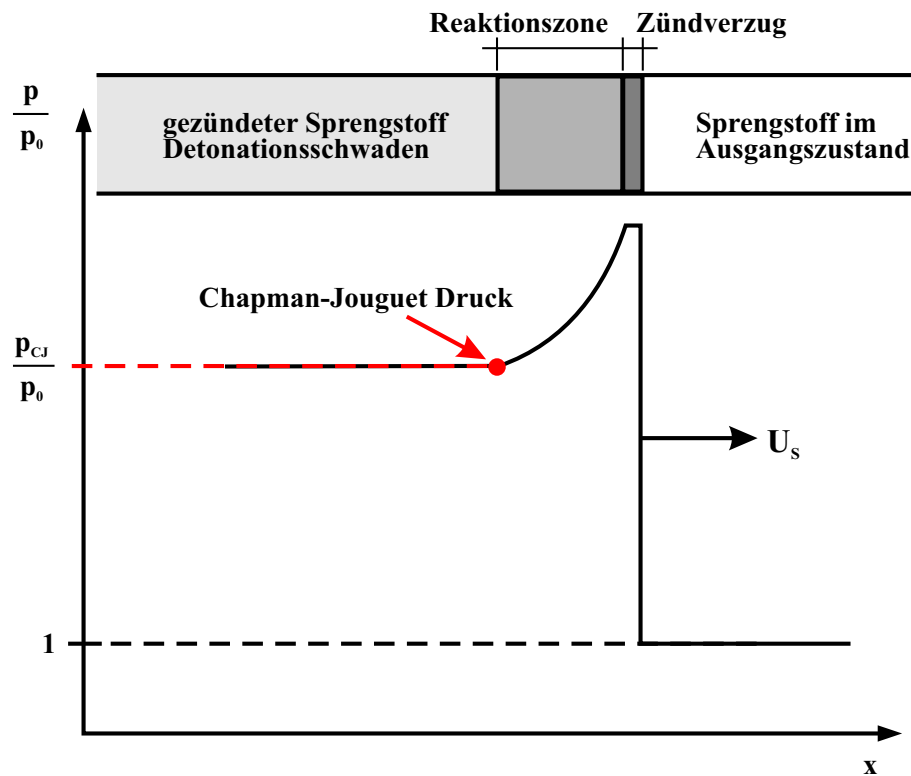 Reaktionszone Zündverzug
p
p₀
gezündeter Sprengstoff
Detonationsschwaden
Sprengstoff im
Ausgangszustand
Chapman-Jouguet Druck
p_CJ
p₀
U_S
1
x